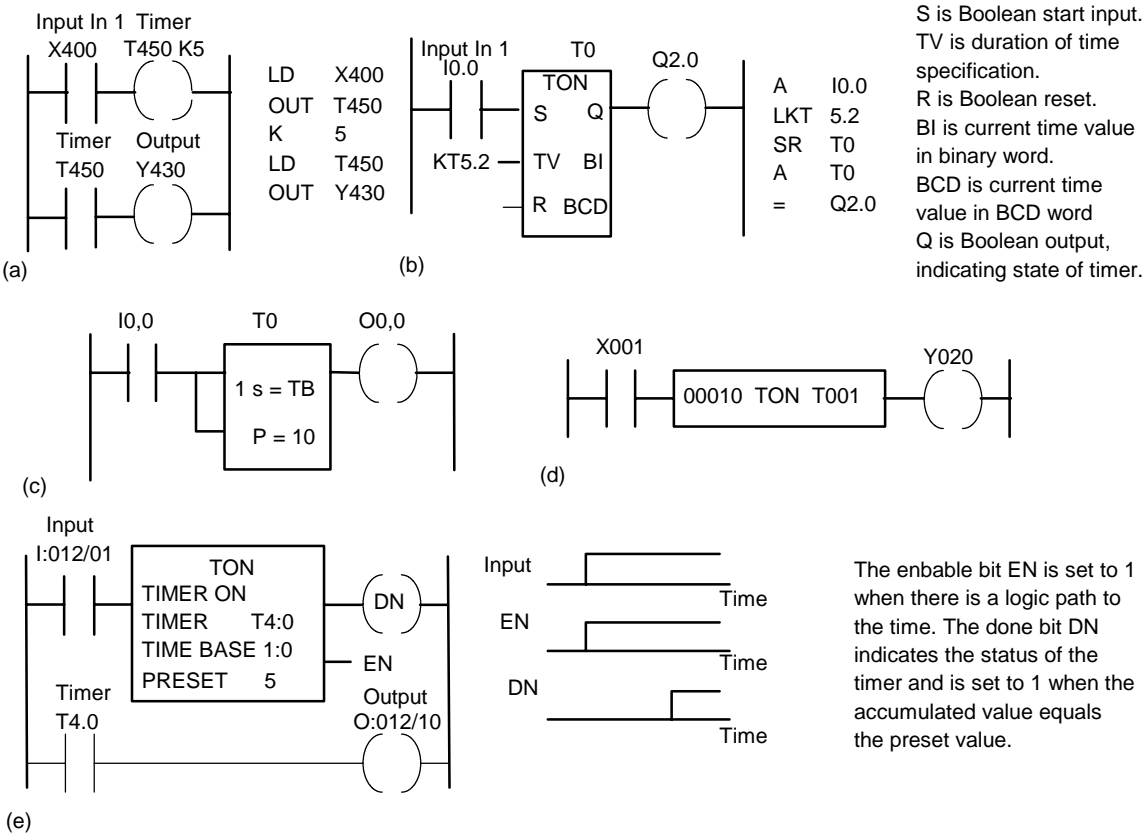 Input In 1 Timer
X400 T450 K5
Timer Output
T450 Y430
(a)
LD X400
OUT T450
K 5
LD T450
OUT Y430
Input In 1 T0
I0.0 Q2.0
TON
S Q
KT5.2 TV BI
R BCD
(b)
A I0.0
LKT 5.2
SR T0
A T0
= Q2.0
S is Boolean start input.
TV is duration of time
specification.
R is Boolean reset.
BI is current time value
in binary word.
BCD is current time
value in BCD word
Q is Boolean output,
indicating state of timer.
I0,0 T0 O0,0
1 s = TB
P = 10
(c)
X001 Y020
00010 TON T001
(d)
Input
I:012/01
TON
TIMER ON
TIMER T4:0
TIME BASE 1:0
PRESET 5
DN
EN
Timer Output
T4.0 O:012/10
(e)
Input
Time
EN
Time
DN
Time
The enbable bit EN is set to 1
when there is a logic path to
the time. The done bit DN
indicates the status of the
timer and is set to 1 when the
accumulated value equals
the preset value.